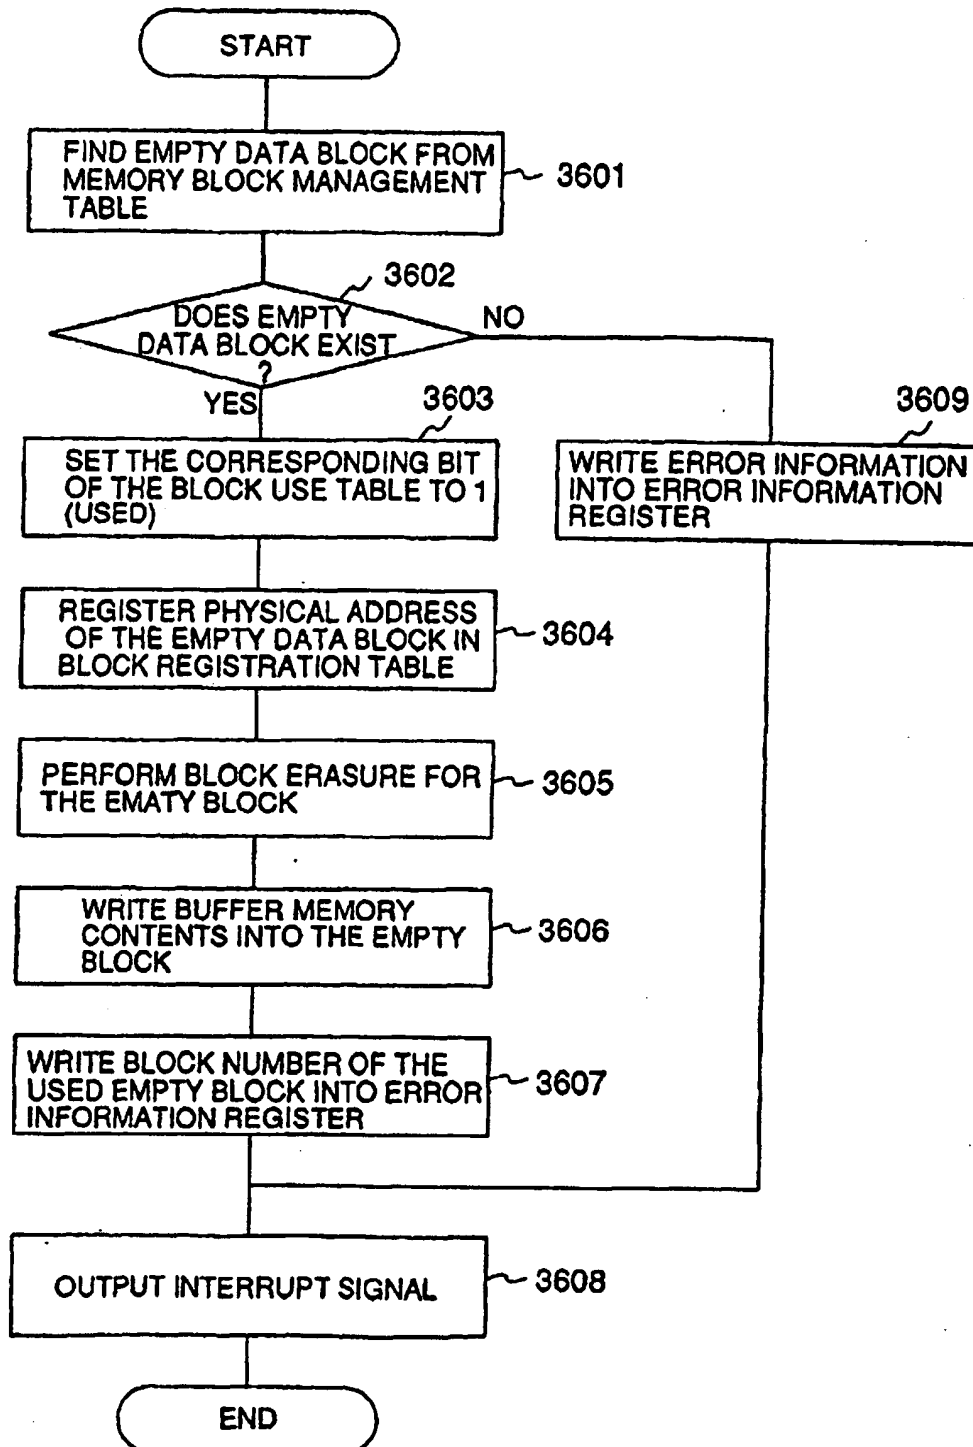 START
FIND EMPTY DATA BLOCK FROM
MEMORY BLOCK MANAGEMENT
TABLE
3601
3602
DOES EMPTY
DATA BLOCK EXIST
?
NO
YES
3603
SET THE CORRESPONDING BIT
OF THE BLOCK USE TABLE TO 1
(USED)
3609
WRITE ERROR INFORMATION
INTO ERROR INFORMATION
REGISTER
REGISTER PHYSICAL ADDRESS
OF THE EMPTY DATA BLOCK IN
BLOCK REGISTRATION TABLE
3604
PERFORM BLOCK ERASURE FOR
THE EMATY BLOCK
3605
WRITE BUFFER MEMORY
CONTENTS INTO THE EMPTY
BLOCK
3606
WRITE BLOCK NUMBER OF THE
USED EMPTY BLOCK INTO ERROR
INFORMATION REGISTER
3607
OUTPUT INTERRUPT SIGNAL
3608
END